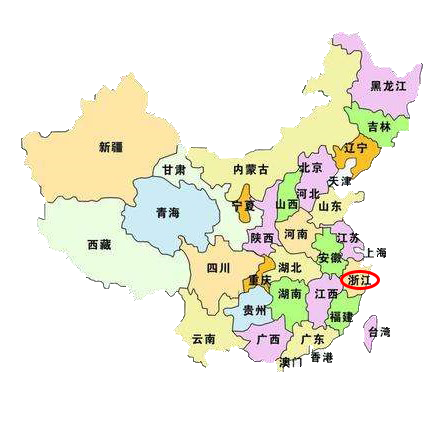 黑龙江
吉林
辽宁
新疆
甘肃
内蒙古
北京
天津
河北
山西
山东
宁夏
青海
陕西
河南
江苏
西藏
上海
安徽
四川
湖北
重庆
浙江
湖南
江西
贵州
福建
云南
广西
广东
台湾
香港
澳门